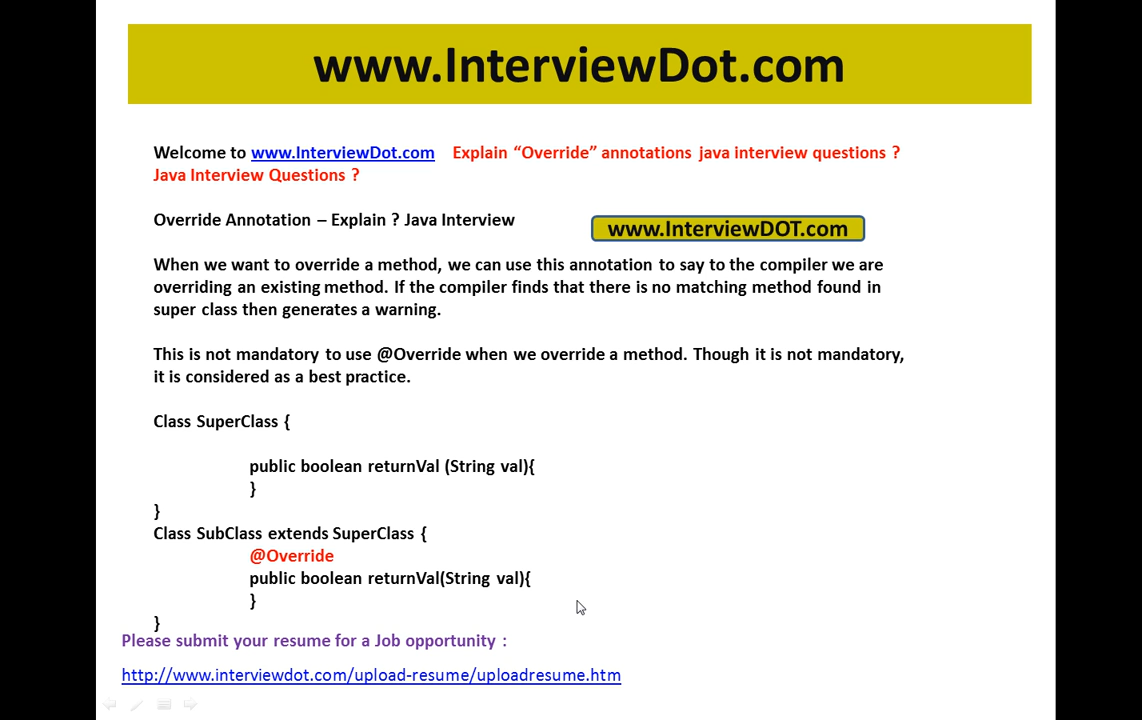 www.InterviewDot.com
Welcome to www.InterviewDot.com Explain “Override” annotations java interview questions ?
Java Interview Questions ?
Override Annotation – Explain ? Java Interview
www.InterviewDOT.com
When we want to override a method, we can use this annotation to say to the compiler we are
overriding an existing method. If the compiler finds that there is no matching method found in
super class then generates a warning.
This is not mandatory to use @Override when we override a method. Though it is not mandatory,
it is considered as a best practice.
Class SuperClass {
public boolean returnVal (String val){
}
}
Class SubClass extends SuperClass {
@Override
public boolean returnVal(String val){
}
}
Please submit your resume for a Job opportunity :
http://www.interviewdot.com/upload-resume/uploadresume.htm